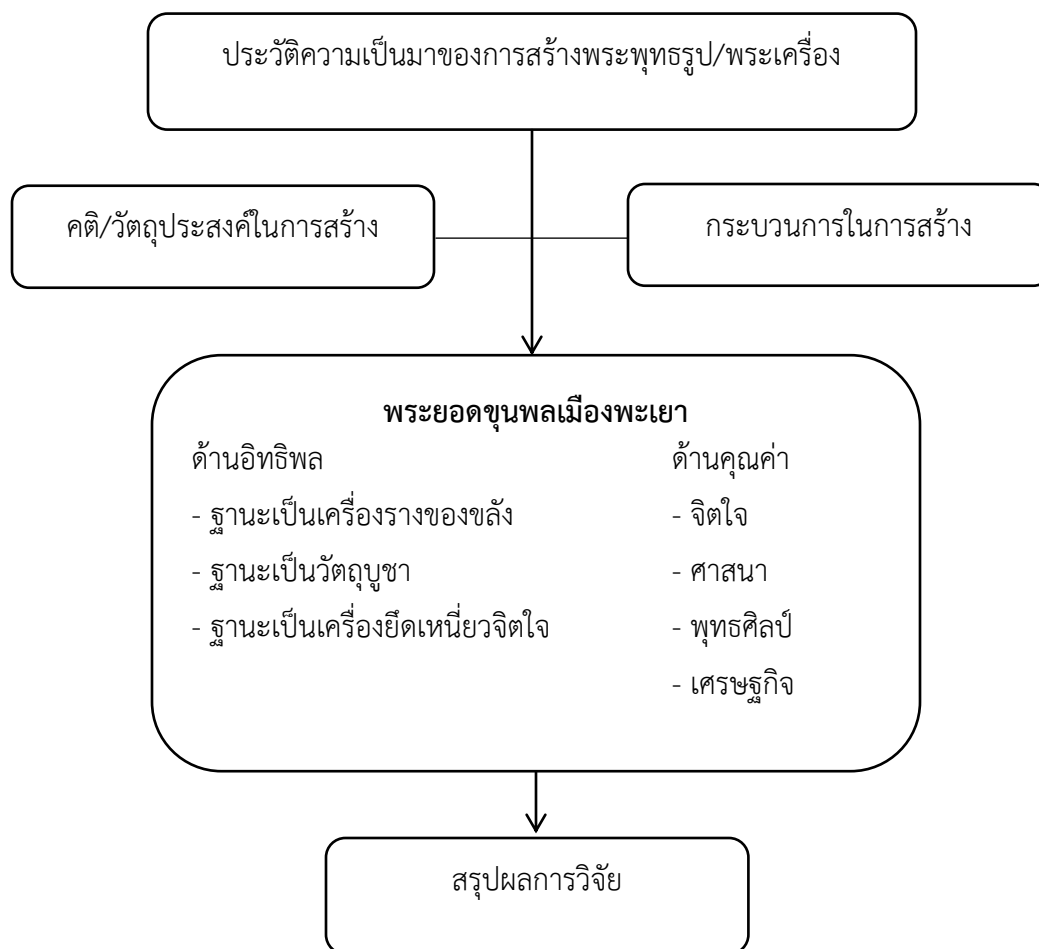 ประวัติความเป็นมาของการสร้างพระพุทธรูป/พระเครื่อง
คติ/วัตถุประสงค์ในการสร้าง
กระบวนการในการสร้าง
พระยอดขุนพลเมืองพะเยา
ด้านอิทธิพล
- ฐานะเป็นเครื่องรางของขลัง
- ฐานะเป็นวัตถุบูชา
- ฐานะเป็นเครื่องยึดเหนี่ยวจิตใจ
ด้านคุณค่า
- จิตใจ
- ศาสนา
- พุทธศิลป์
- เศรษฐกิจ
สรุปผลการวิจัย